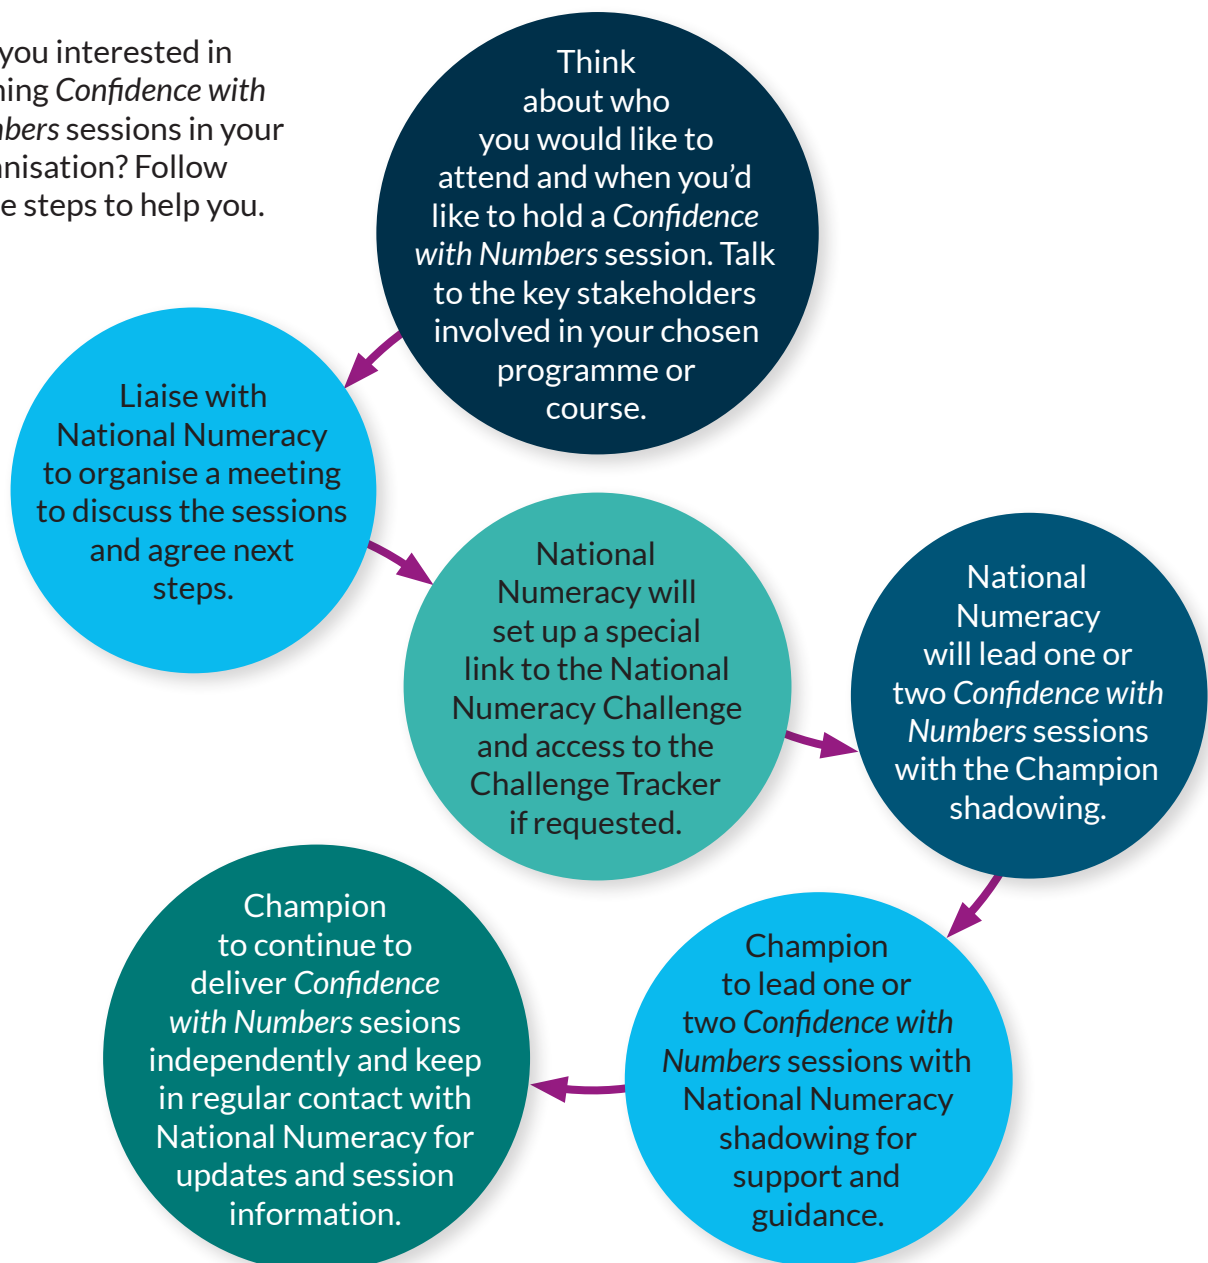 you interested in
Confidence with
sessions in your
? Follow
steps to help you.
Think
about who
you would like to
attend and when you’d
like to hold a Confidence
with Numbers session. Talk
to the key stakeholders
involved in your chosen
programme or
course.
Liaise with
National Numeracy
to organise a meeting
to discuss the sessions
and agree next
steps.
National
Numeracy will
set up a special
link to the National
Numeracy Challenge
and access to the
Challenge Tracker
if requested.
National
Numeracy
will lead one or
two Confidence with
Numbers sessions
with the Champion
shadowing.
Champion
to lead one or
two Confidence with
Numbers sessions with
National Numeracy
shadowing for
support and
guidance.
Champion
to continue to
deliver Confidence
with Numbers sesions
independently and keep
in regular contact with
National Numeracy for
updates and session
information.